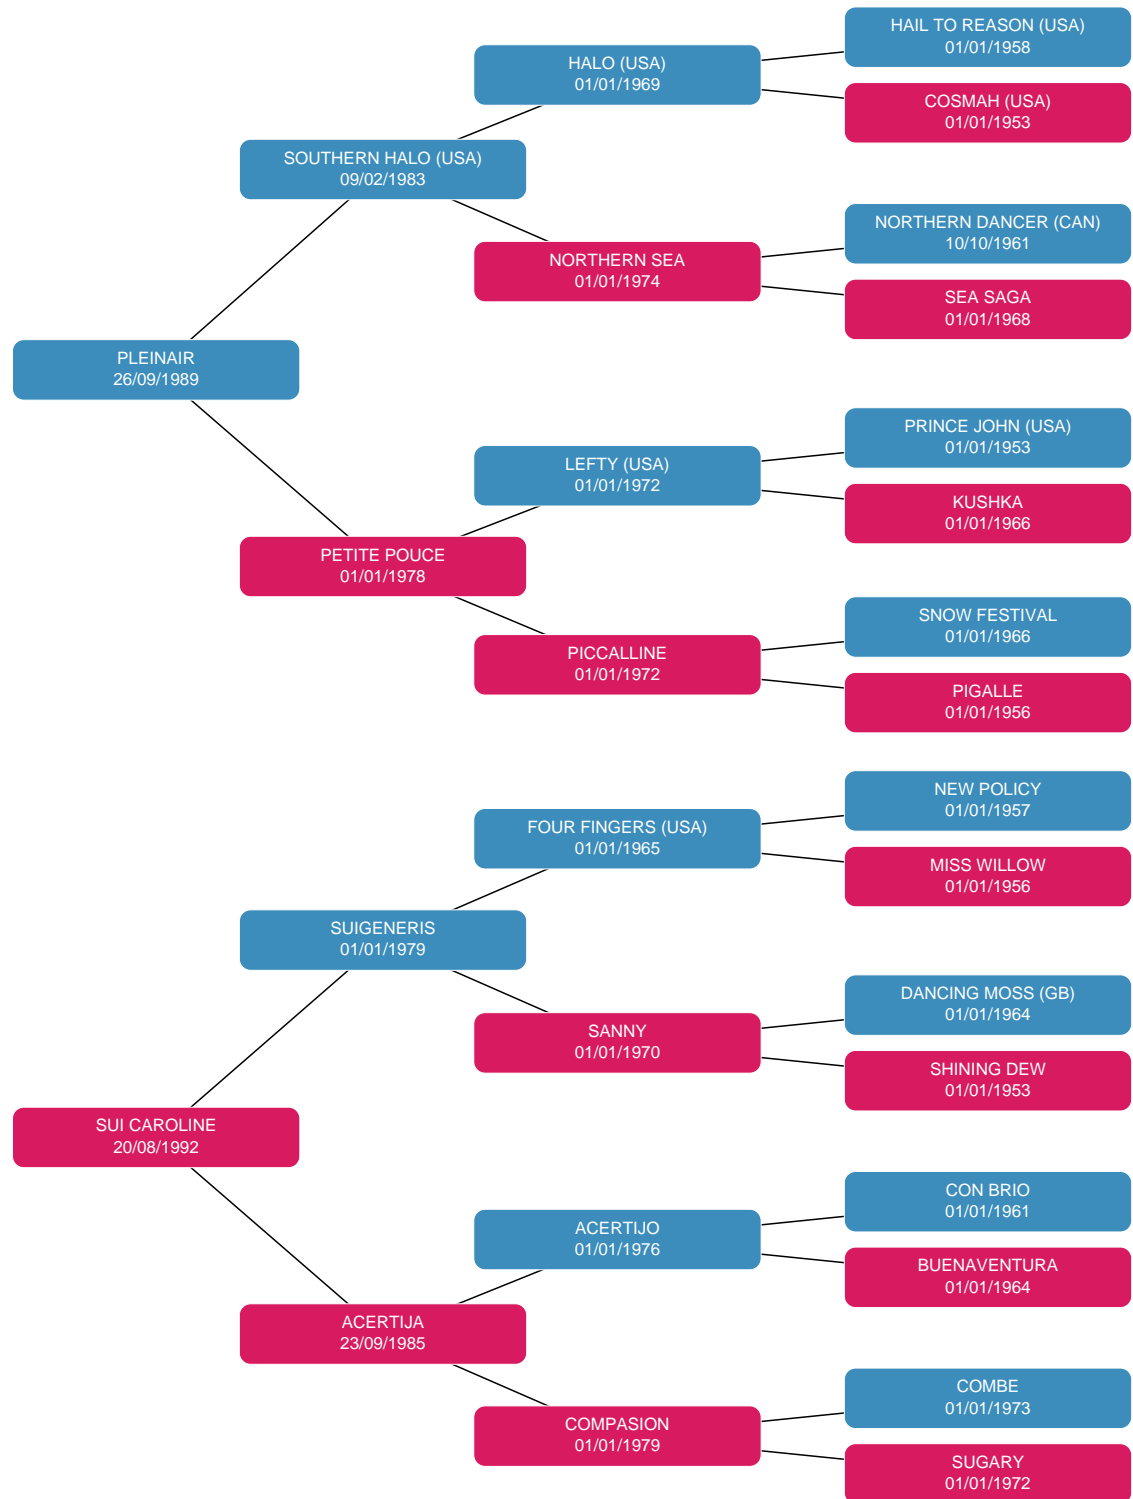 HAIL TO REASON (USA)
01/01/1958
HALO (USA)
01/01/1969
COSMAH (USA)
01/01/1953
SOUTHERN HALO (USA)
09/02/1983
NORTHERN DANCER (CAN)
10/10/1961
NORTHERN SEA
01/01/1974
SEA SAGA
01/01/1968
PLEINAIR
26/09/1989
PRINCE JOHN (USA)
01/01/1953
LEFTY (USA)
01/01/1972
KUSHKA
01/01/1966
PETITE POUCE
01/01/1978
SNOW FESTIVAL
01/01/1966
PICCALLINE
01/01/1972
PIGALLE
01/01/1956
NEW POLICY
01/01/1957
FOUR FINGERS (USA)
01/01/1965
MISS WILLOW
01/01/1956
SUIGENERIS
01/01/1979
DANCING MOSS (GB)
01/01/1964
SANNY
01/01/1970
SHINING DEW
01/01/1953
SUI CAROLINE
20/08/1992
CON BRIO
01/01/1961
ACERTIJO
01/01/1976
BUENAVENTURA
01/01/1964
ACERTIJA
23/09/1985
COMBE
01/01/1973
COMPASION
01/01/1979
SUGARY
01/01/1972